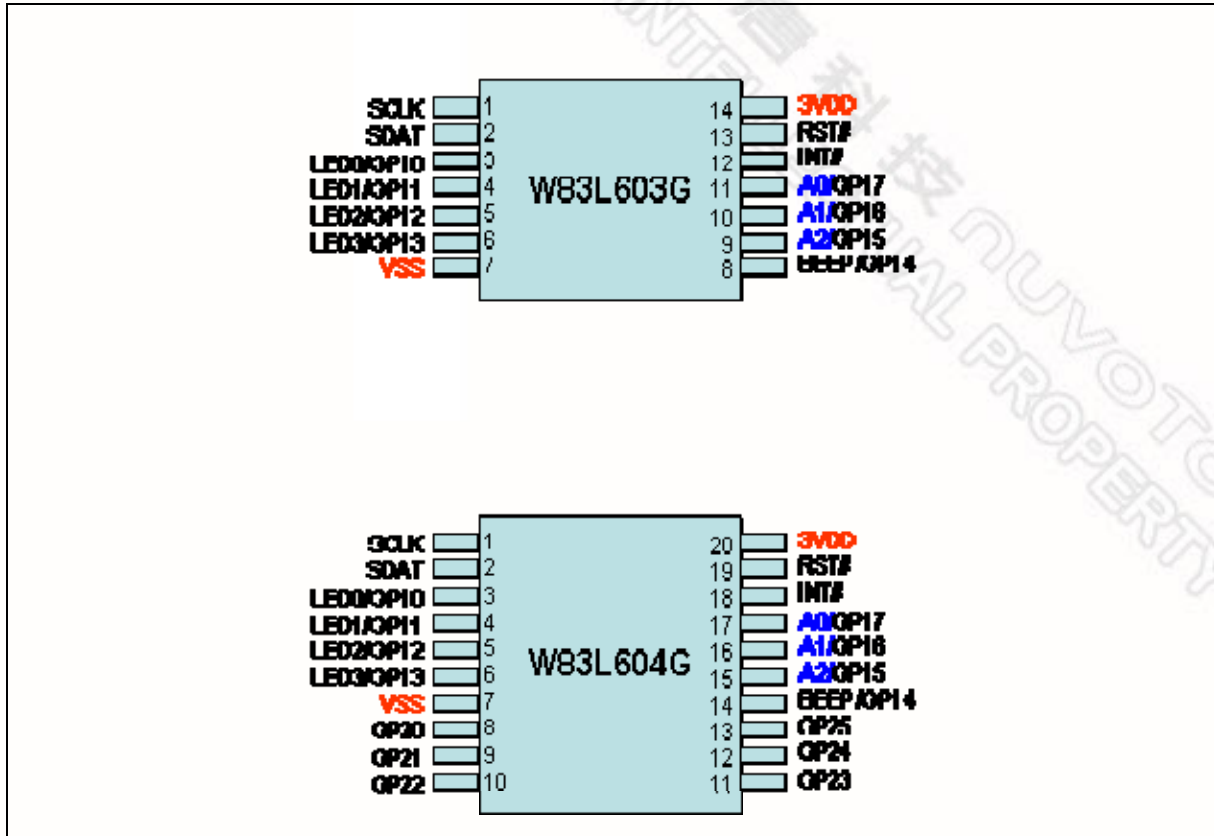 SCLK 1 14 3VDD
SDAT 2 13 RST#
LED0/GP10 3 12 INT#
LED1/GP11 4 W83L603G 11 A0/GP17
LED2/GP12 5 10 A1/GP16
LED3/GP13 6 9 A2/GP15
VSS 7 8 BEEP/GP14
SCLK 1 20 3VDD
SDAT 2 19 RST#
LED0/GP10 3 18 INT#
LED1/GP11 4 17 A0/GP17
LED2/GP12 5 W83L604G 16 A1/GP16
LED3/GP13 6 15 A2/GP15
VSS 7 14 BEEP/GP14
GP20 8 13 GP25
GP21 9 12 GP24
GP22 10 11 GP23
科技 nuvoto
PROPERTY